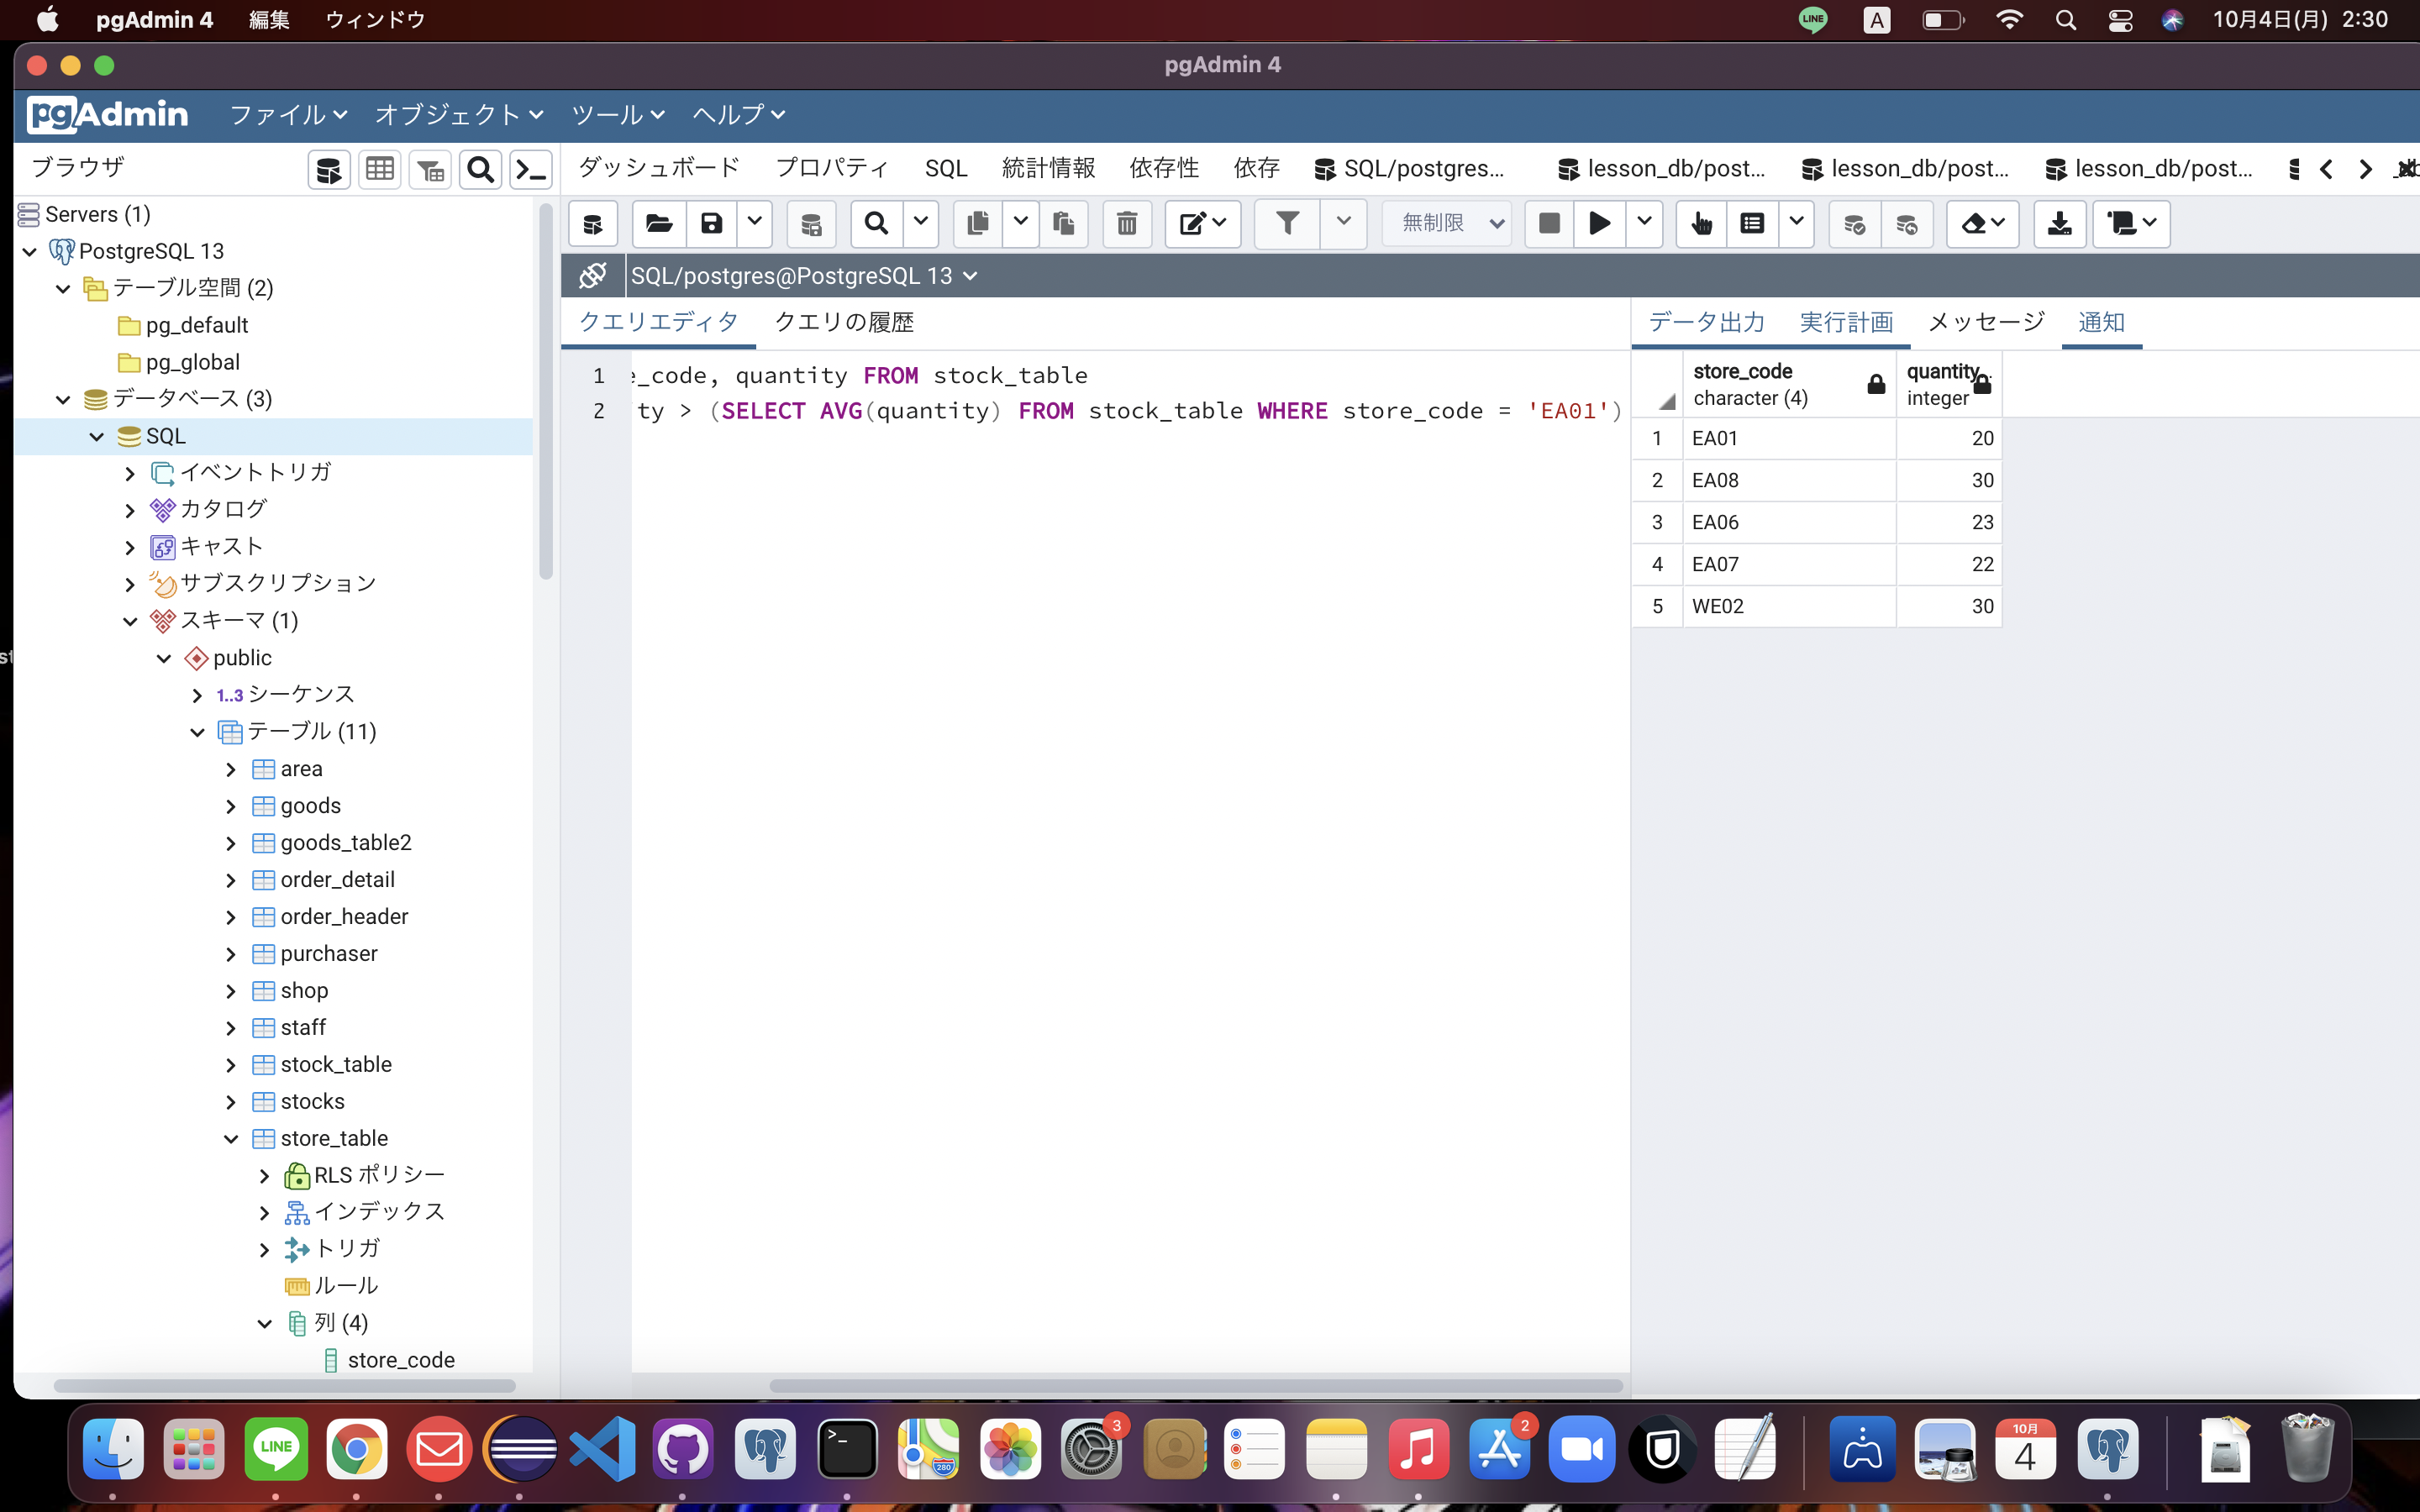 pgAdmin 4 編集 ウィンドウ
LINE A 10月4日(月) 2:30
pgAdmin 4
pgAdmin ファイル オブジェクト ツール ヘルプ
ブラウザ
ダッシュボード プロパティ SQL 統計情報 依存性 依存 SQL/postgres... lesson_db/post... lesson_db/post... lesson_db/post...
無制限
SQL/postgres@PostgreSQL 13
クエリエディタ クエリの履歴
1 e_code, quantity FROM stock_table
2 ty > (SELECT AVG(quantity) FROM stock_table WHERE store_code = 'EA01')
データ出力 実行計画 メッセージ 通知
store_code
character (4)
quantity
integer
1 EA01 20
2 EA08 30
3 EA06 23
4 EA07 22
5 WE02 30
Servers (1)
PostgreSQL 13
テーブル空間 (2)
pg_default
pg_global
データベース (3)
SQL
イベントトリガ
カタログ
キャスト
サブスクリプション
スキーマ (1)
public
1..3 シーケンス
テーブル (11)
area
goods
goods_table2
order_detail
order_header
purchaser
shop
staff
stock_table
stocks
store_table
RLS ポリシー
インデックス
トリガ
ルール
列 (4)
store_code
LINE
280
3
2
10月
4